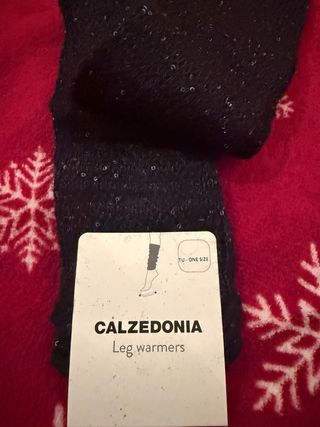 TU - ONE SIZE
CALZEDONIA
Leg warmers